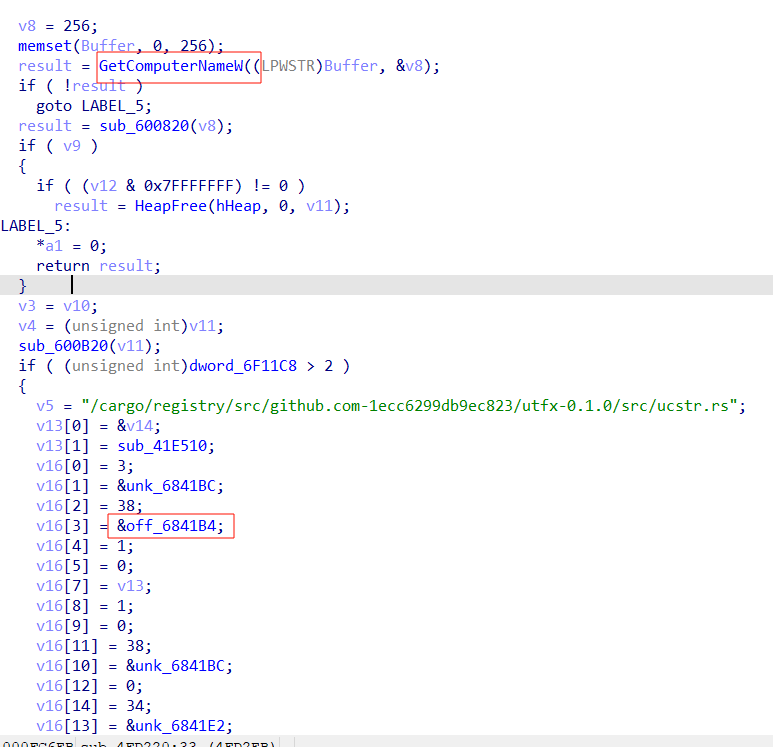 v8 = 256;
memset(Buffer, 0, 256);
result = GetComputerNameW((LPWSTR)Buffer, &v8);
if ( !result )
goto LABEL_5;
result = sub_600820(v8);
if ( v9 )
{
if ( (v12 & 0x7FFFFFFF) != 0 )
result = HeapFree(hHeap, 0, v11);
LABEL_5:
*a1 = 0;
return result;
}
v3 = v10;
v4 = (unsigned int)v11;
sub_600B20(v11);
if ( (unsigned int)dword_6F11C8 > 2 )
{
v5 = "/cargo/registry/src/github.com-1ecc6299db9ec823/utfx-0.1.0/src/ucstr.rs";
v13[0] = &v14;
v13[1] = sub_41E510;
v16[0] = 3;
v16[1] = &unk_6841BC;
v16[2] = 38;
v16[3] = &off_6841B4;
v16[4] = 1;
v16[5] = 0;
v16[7] = v13;
v16[8] = 1;
v16[9] = 0;
v16[11] = 38;
v16[10] = &unk_6841BC;
v16[12] = 0;
v16[14] = 34;
v16[13] = &unk_6841E2;